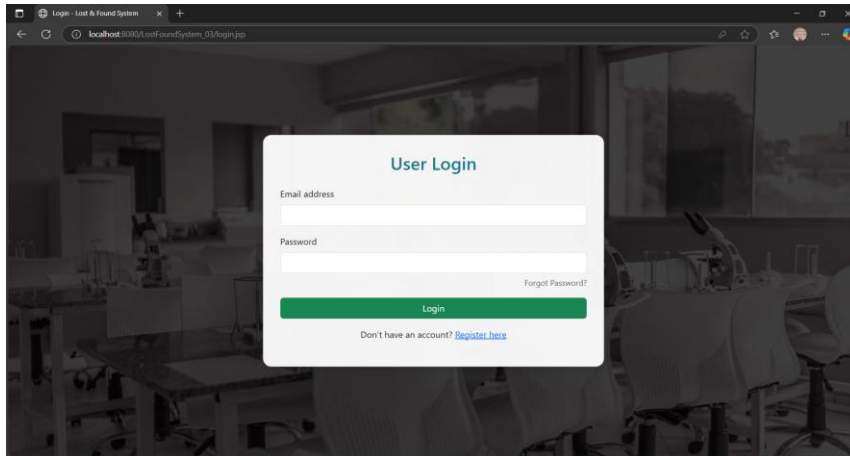 Login - Lost & Found System
localhost:8080/LostFoundSystem_03/login.jsp
User Login
Email address
Password
Forgot Password?
Login
Don't have an account? Register here